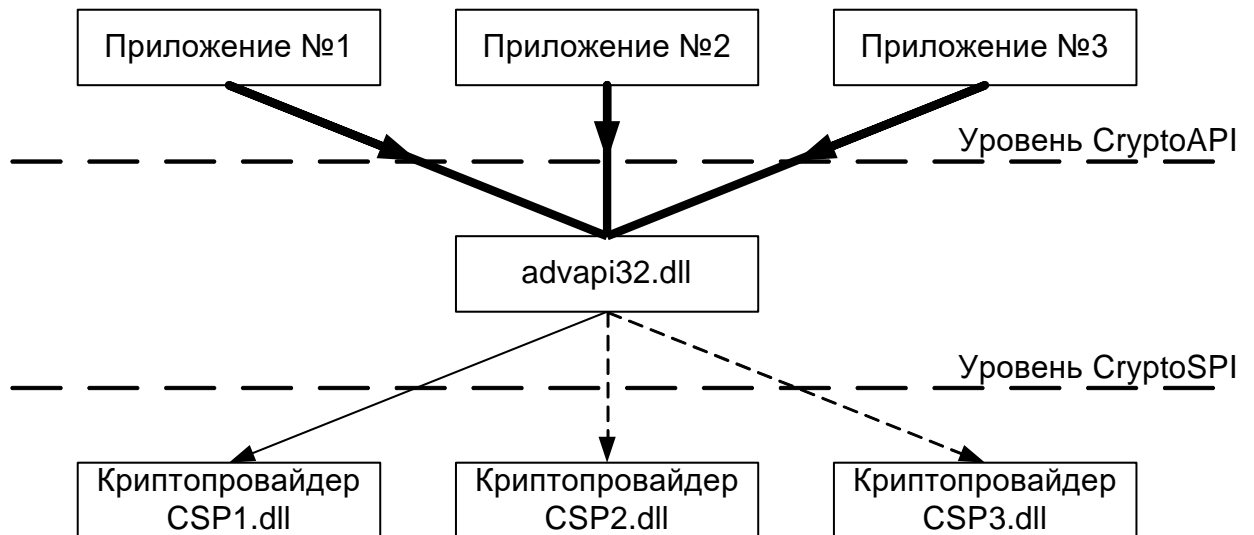 Приложение №1
Приложение №2
Приложение №3
Уровень CryptoAPI
advapi32.dll
Уровень CryptoSPI
Криптопровайдер
CSP1.dll
Криптопровайдер
CSP2.dll
Криптопровайдер
CSP3.dll